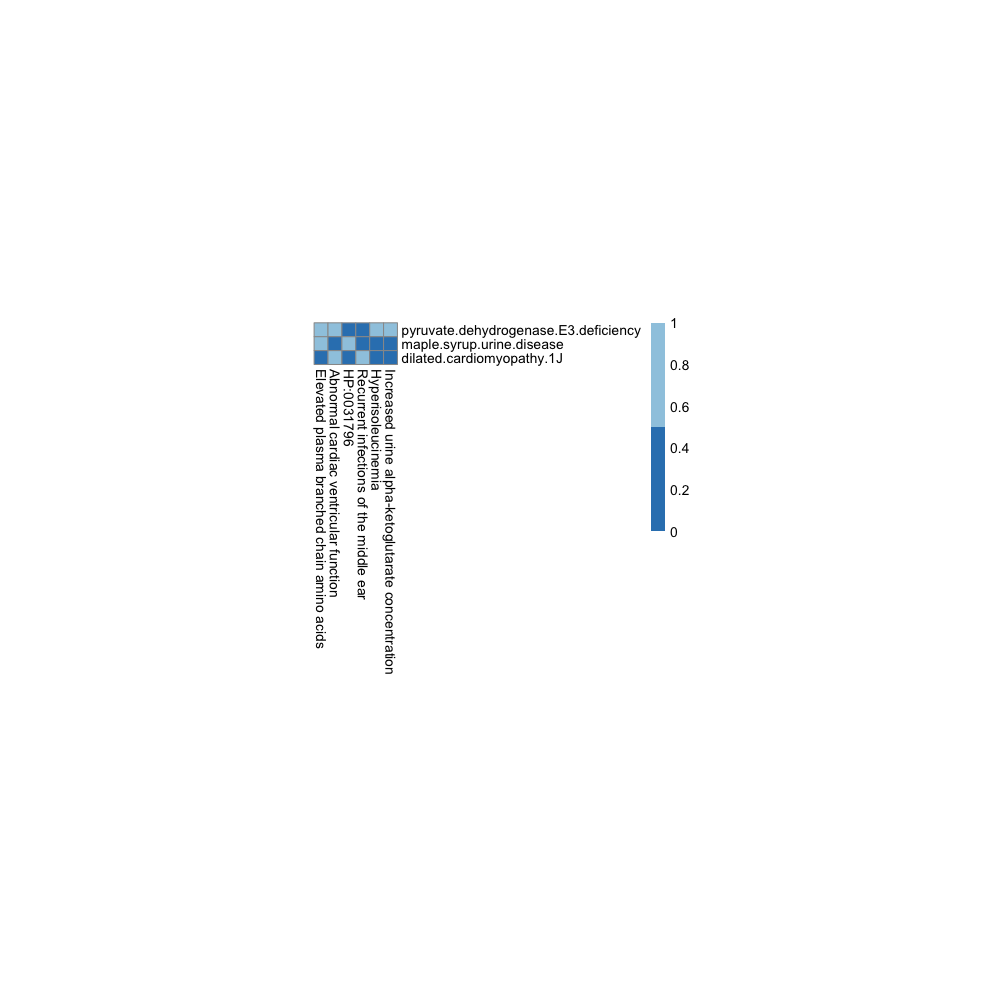 pyruvate.dehydrogenase.E3.deficiency
maple.syrup.urine.disease
dilated.cardiomyopathy.1J
Elevated plasma branched chain amino acids
Abnormal cardiac ventricular function
HP:0031796
Recurrent infections of the middle ear
Hyperisoleucinemia
Increased urine alpha-ketoglutarate concentration
1
0.8
0.6
0.4
0.2
0